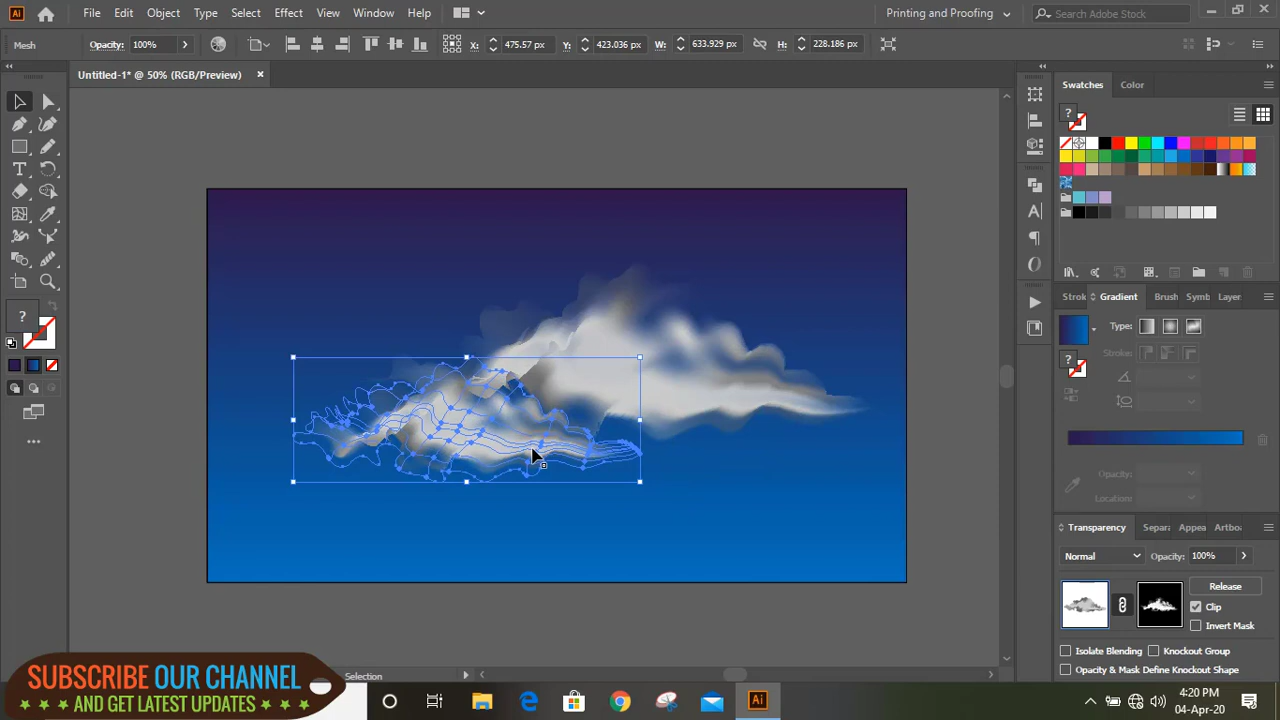 Ai File Edit Object Type Select Effect View Window Help Printing and Proofing Search Adobe Stock
Mesh Opacity: 100% X: 475.57 px Y: 423.036 px W: 633.929 px H: 228.186 px
Untitled-1* @ 50% (RGB/Preview)
Swatches Color
Strok Gradient Brush Symb Layer
Type:
Stroke:
Opacity:
Location:
Transparency Separ Appea Artbo
Normal Opacity: 100%
Release
Clip
Invert Mask
Isolate Blending Knockout Group
Opacity & Mask Define Knockout Shape
Selection
SUBSCRIBE OUR CHANNEL
AND GET LATEST UPDATES
Ai
4:20 PM
04-Apr-20